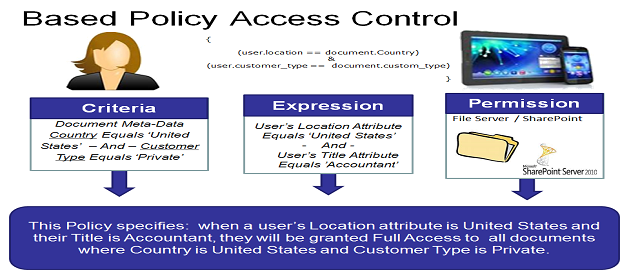 Based Policy Access Control
{
(user.location == document.Country)
&
(user.customer_type == document.custom_type)
}
Criteria
Document Meta-Data
Country Equals 'United
States' – And – Customer
Type Equals 'Private'
Expression
User's Location Attribute
Equals 'United States'
- And -
User's Title Attribute
Equals 'Accountant'
Permission
File Server / SharePoint
Microsoft
SharePoint Server 2010
This Policy specifies: when a user's Location attribute is United States and
their Title is Accountant, they will be granted Full Access to all documents
where Country is United States and Customer Type is Private.